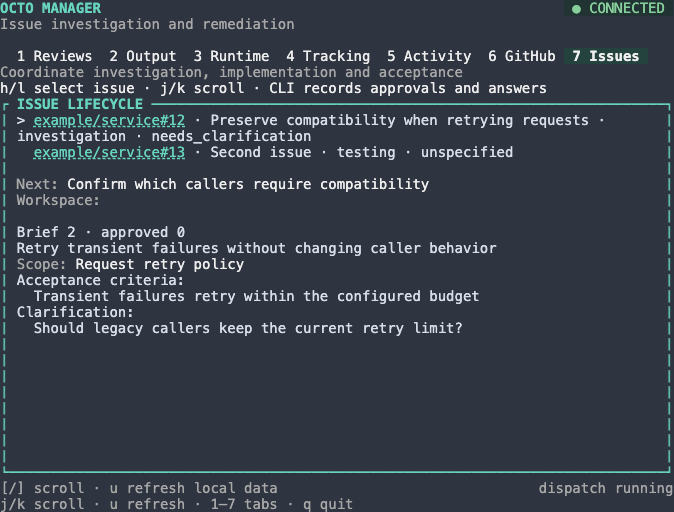 OCTO MANAGER ● CONNECTED
Issue investigation and remediation
1 Reviews 2 Output 3 Runtime 4 Tracking 5 Activity 6 GitHub 7 Issues
Coordinate investigation, implementation and acceptance
h/l select issue · j/k scroll · CLI records approvals and answers
ISSUE LIFECYCLE
> example/service#12 · Preserve compatibility when retrying requests ·
investigation · needs_clarification
example/service#13 · Second issue · testing · unspecified
Next: Confirm which callers require compatibility
Workspace:
Brief 2 · approved 0
Retry transient failures without changing caller behavior
Scope: Request retry policy
Acceptance criteria:
Transient failures retry within the configured budget
Clarification:
Should legacy callers keep the current retry limit?
[/] scroll · u refresh local data dispatch running
j/k scroll · u refresh · 1–7 tabs · q quit